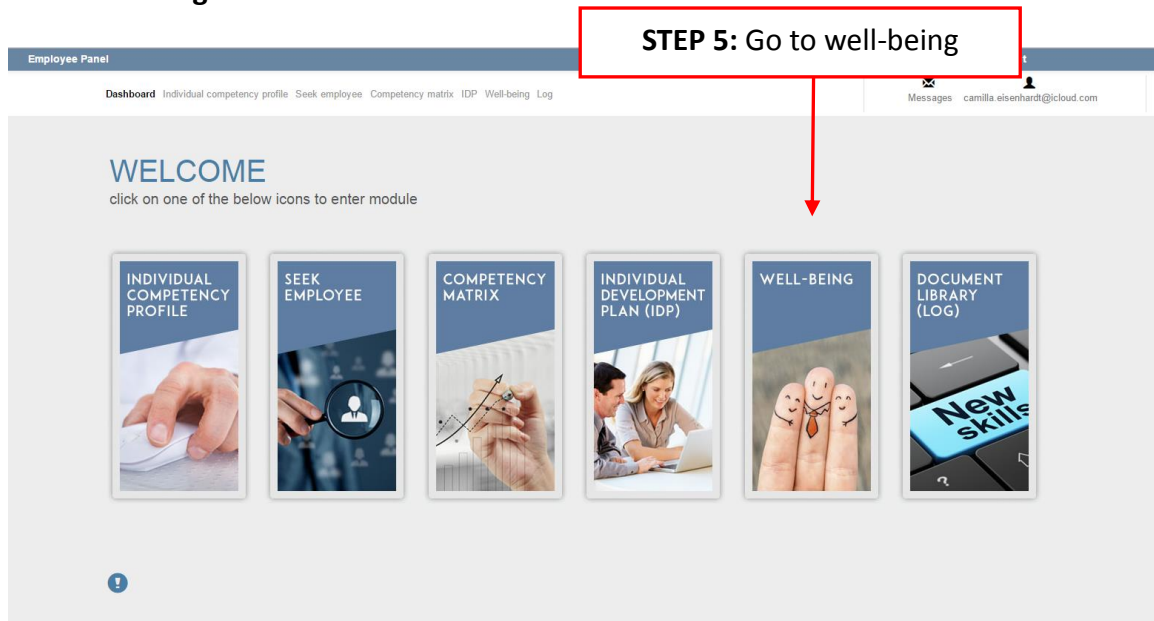 STEP 5: Go to well-being
Employee Panel
Dashboard Individual competency profile Seek employee Competency matrix IDP Well-being Log
Messages camilla.eisenhardt@icloud.com
WELCOME
click on one of the below icons to enter module
INDIVIDUAL
COMPETENCY
PROFILE
SEEK
EMPLOYEE
COMPETENCY
MATRIX
INDIVIDUAL
DEVELOPMENT
PLAN (IDP)
WELL-BEING
DOCUMENT
LIBRARY
(LOG)
New
skills
?